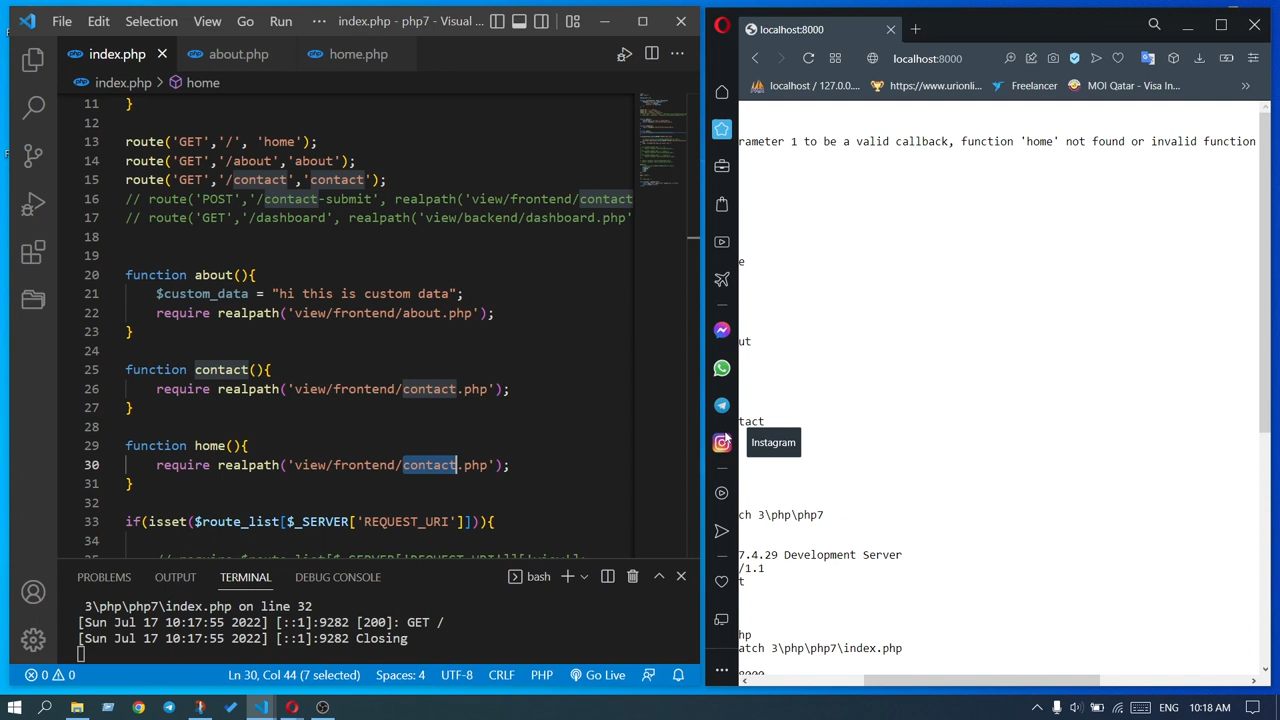 File Edit Selection View Go Run ··· index.php - php7 - Visual ...
index.php about.php home.php
index.php > home
11 }
12
13 route('GET','/', 'home');
14 route('GET','/about','about');
15 route('GET','/contact','contact');
16 // route('POST','/contact-submit', realpath('view/frontend/contact
17 // route('GET','/dashboard', realpath('view/backend/dashboard.php'
18
19
20 function about(){
21 $custom_data = "hi this is custom data";
22 require realpath('view/frontend/about.php');
23 }
24
25 function contact(){
26 require realpath('view/frontend/contact.php');
27 }
28
29 function home(){
30 require realpath('view/frontend/contact.php');
31 }
32
33 if(isset($route_list[$_SERVER['REQUEST_URI']])){
34
PROBLEMS OUTPUT TERMINAL DEBUG CONSOLE bash
3\php\php7\index.php on line 32
[Sun Jul 17 10:17:55 2022] [::1]:9282 [200]: GET /
[Sun Jul 17 10:17:55 2022] [::1]:9282 Closing
0 0 Ln 30, Col 44 (7 selected) Spaces: 4 UTF-8 CRLF PHP Go Live
localhost:8000
localhost:8000
localhost / 127.0.0.... https://www.urionli... Freelancer MOI Qatar - Visa In...
rameter 1 to be a valid callback, function 'home' not found or invalid function
e
ut
tact
Instagram
ch 3\php\php7
7.4.29 Development Server
/1.1
t
hp
atch 3\php\php7\index.php
ENG 10:18 AM